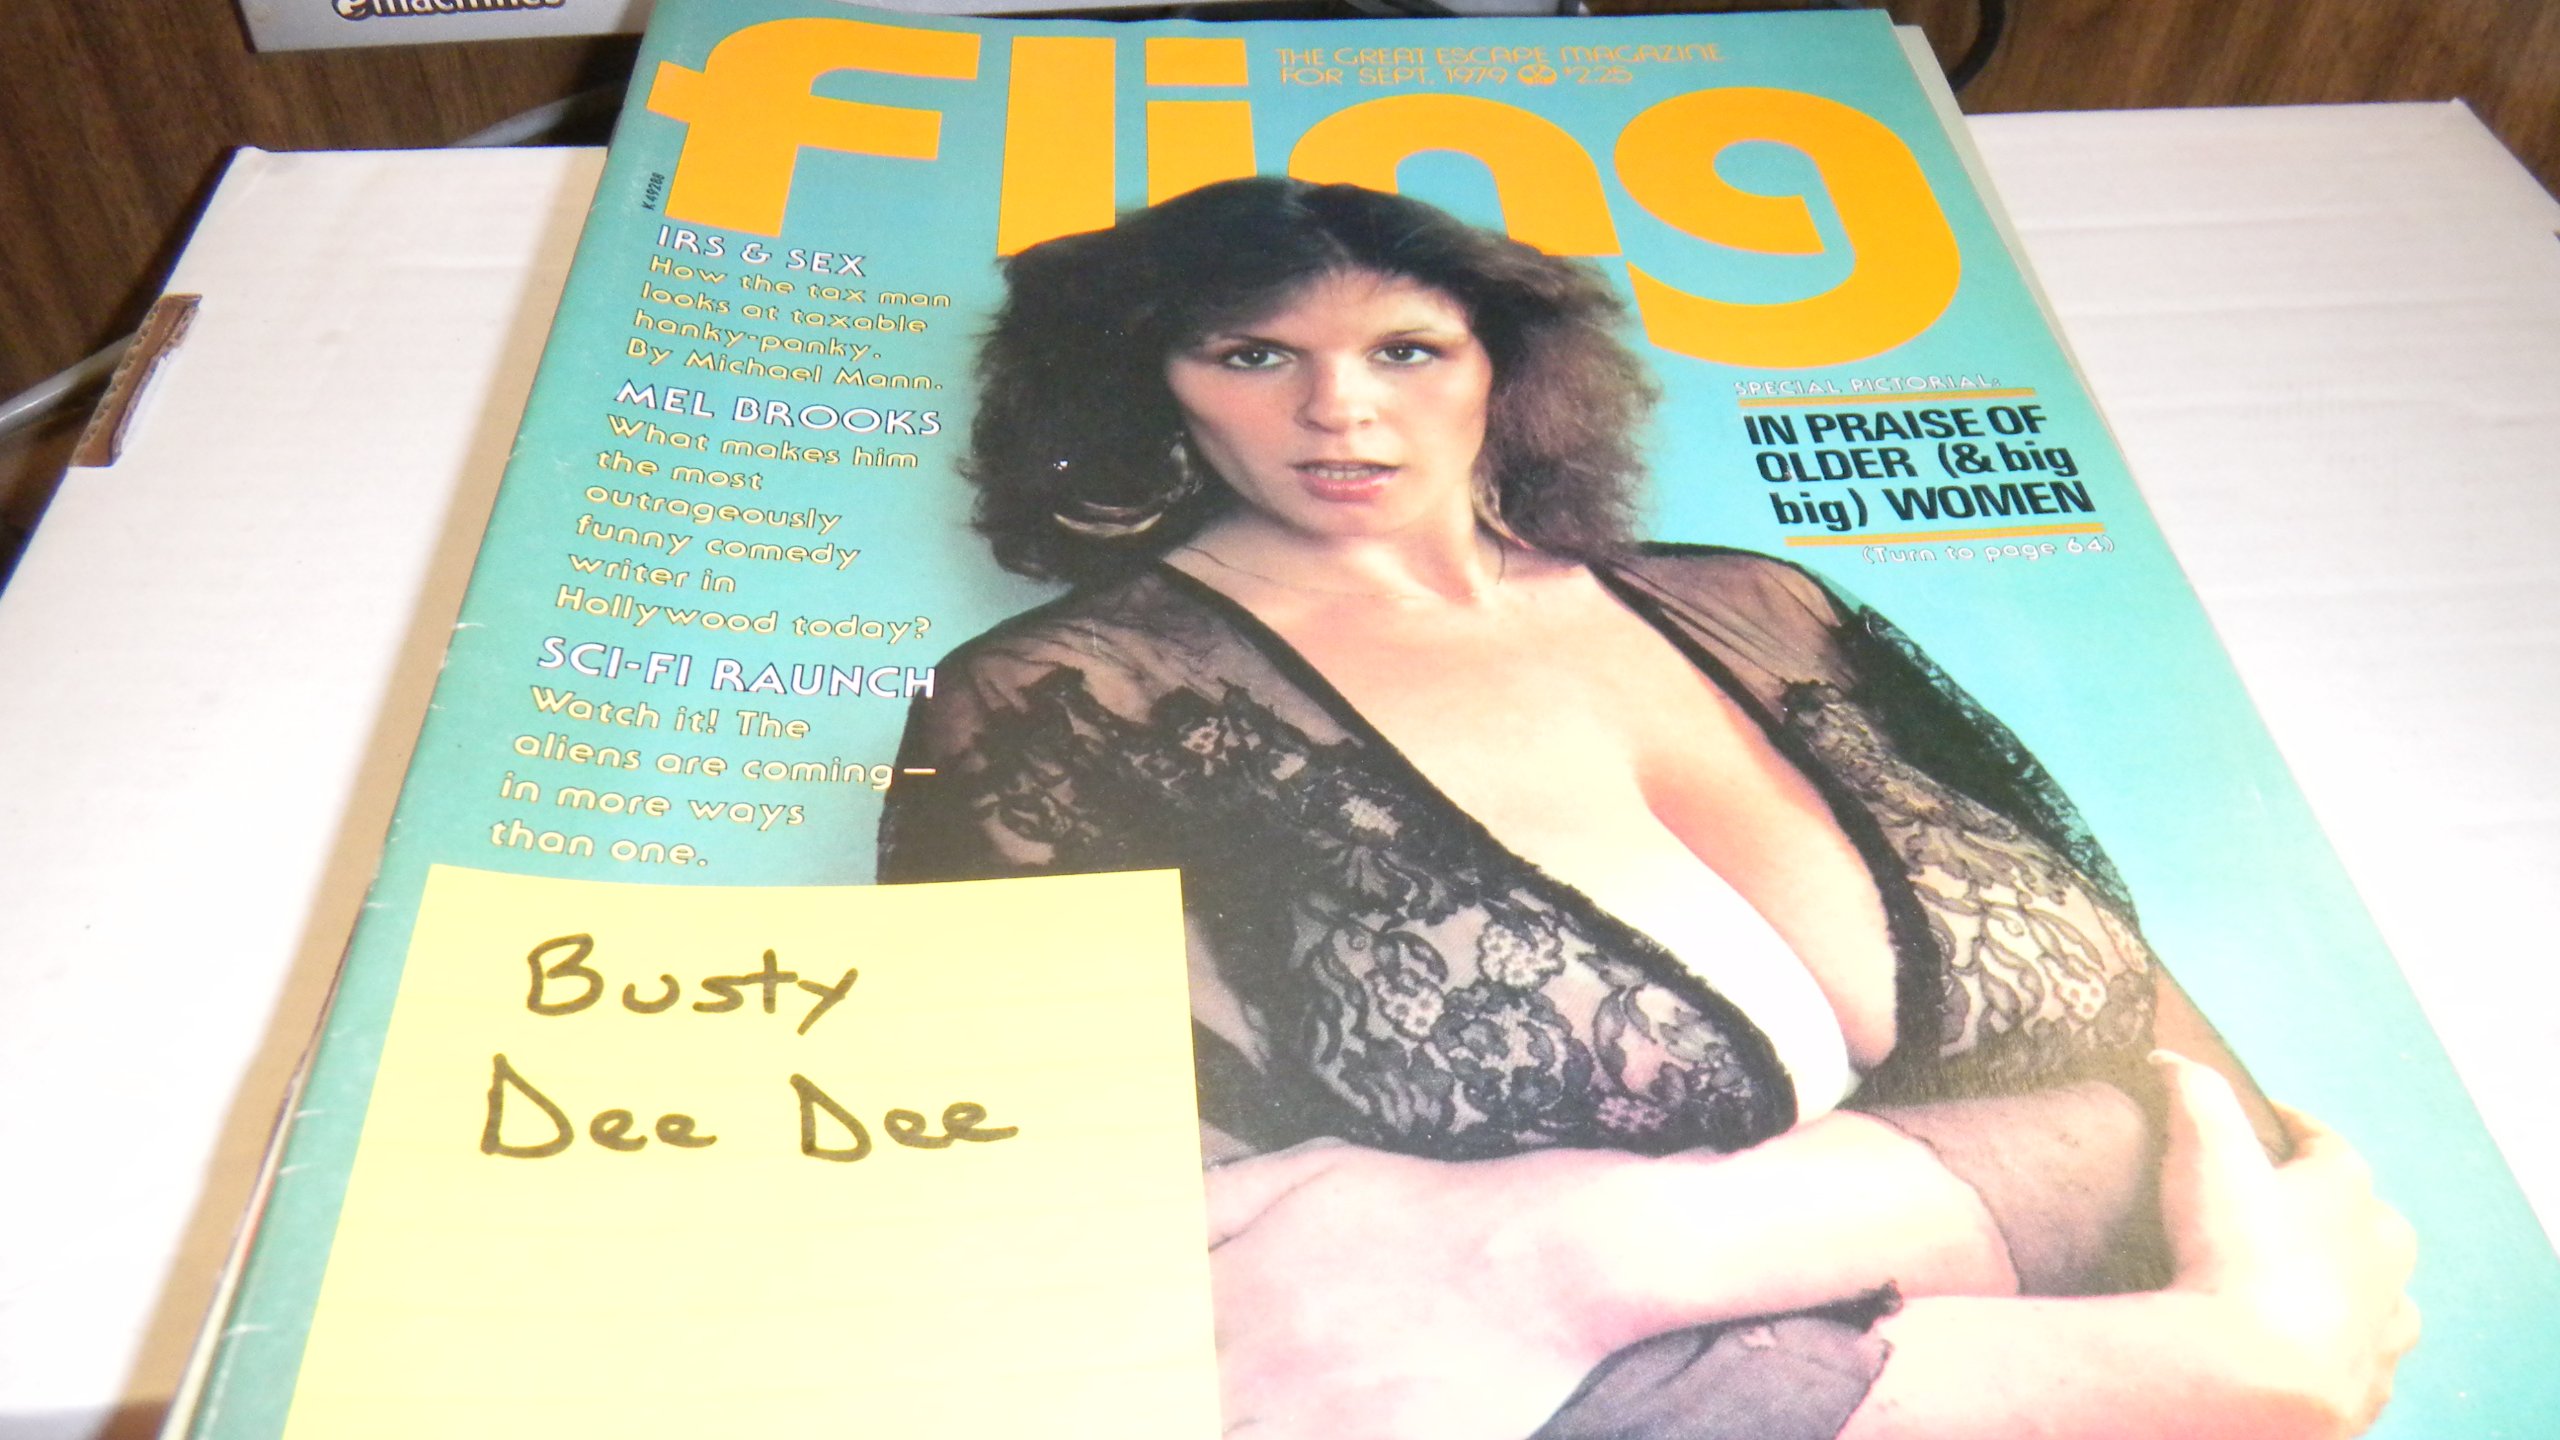 emachines
fling
THE GREAT ESCAPE MAGAZINE
FOR SEPT. 1979 $2.25
K 49288
IRS & SEX
How the tax man
looks at taxable
hanky-panky.
By Michael Mann.
MEL BROOKS
What makes him
the most
outrageously
funny comedy
writer in
Hollywood today?
SCI-FI RAUNCH
Watch it! The
aliens are coming—
in more ways
than one.
SPECIAL PICTORIAL:
IN PRAISE OF
OLDER (& big
big) WOMEN
(Turn to page 64)
Busty
Dee Dee